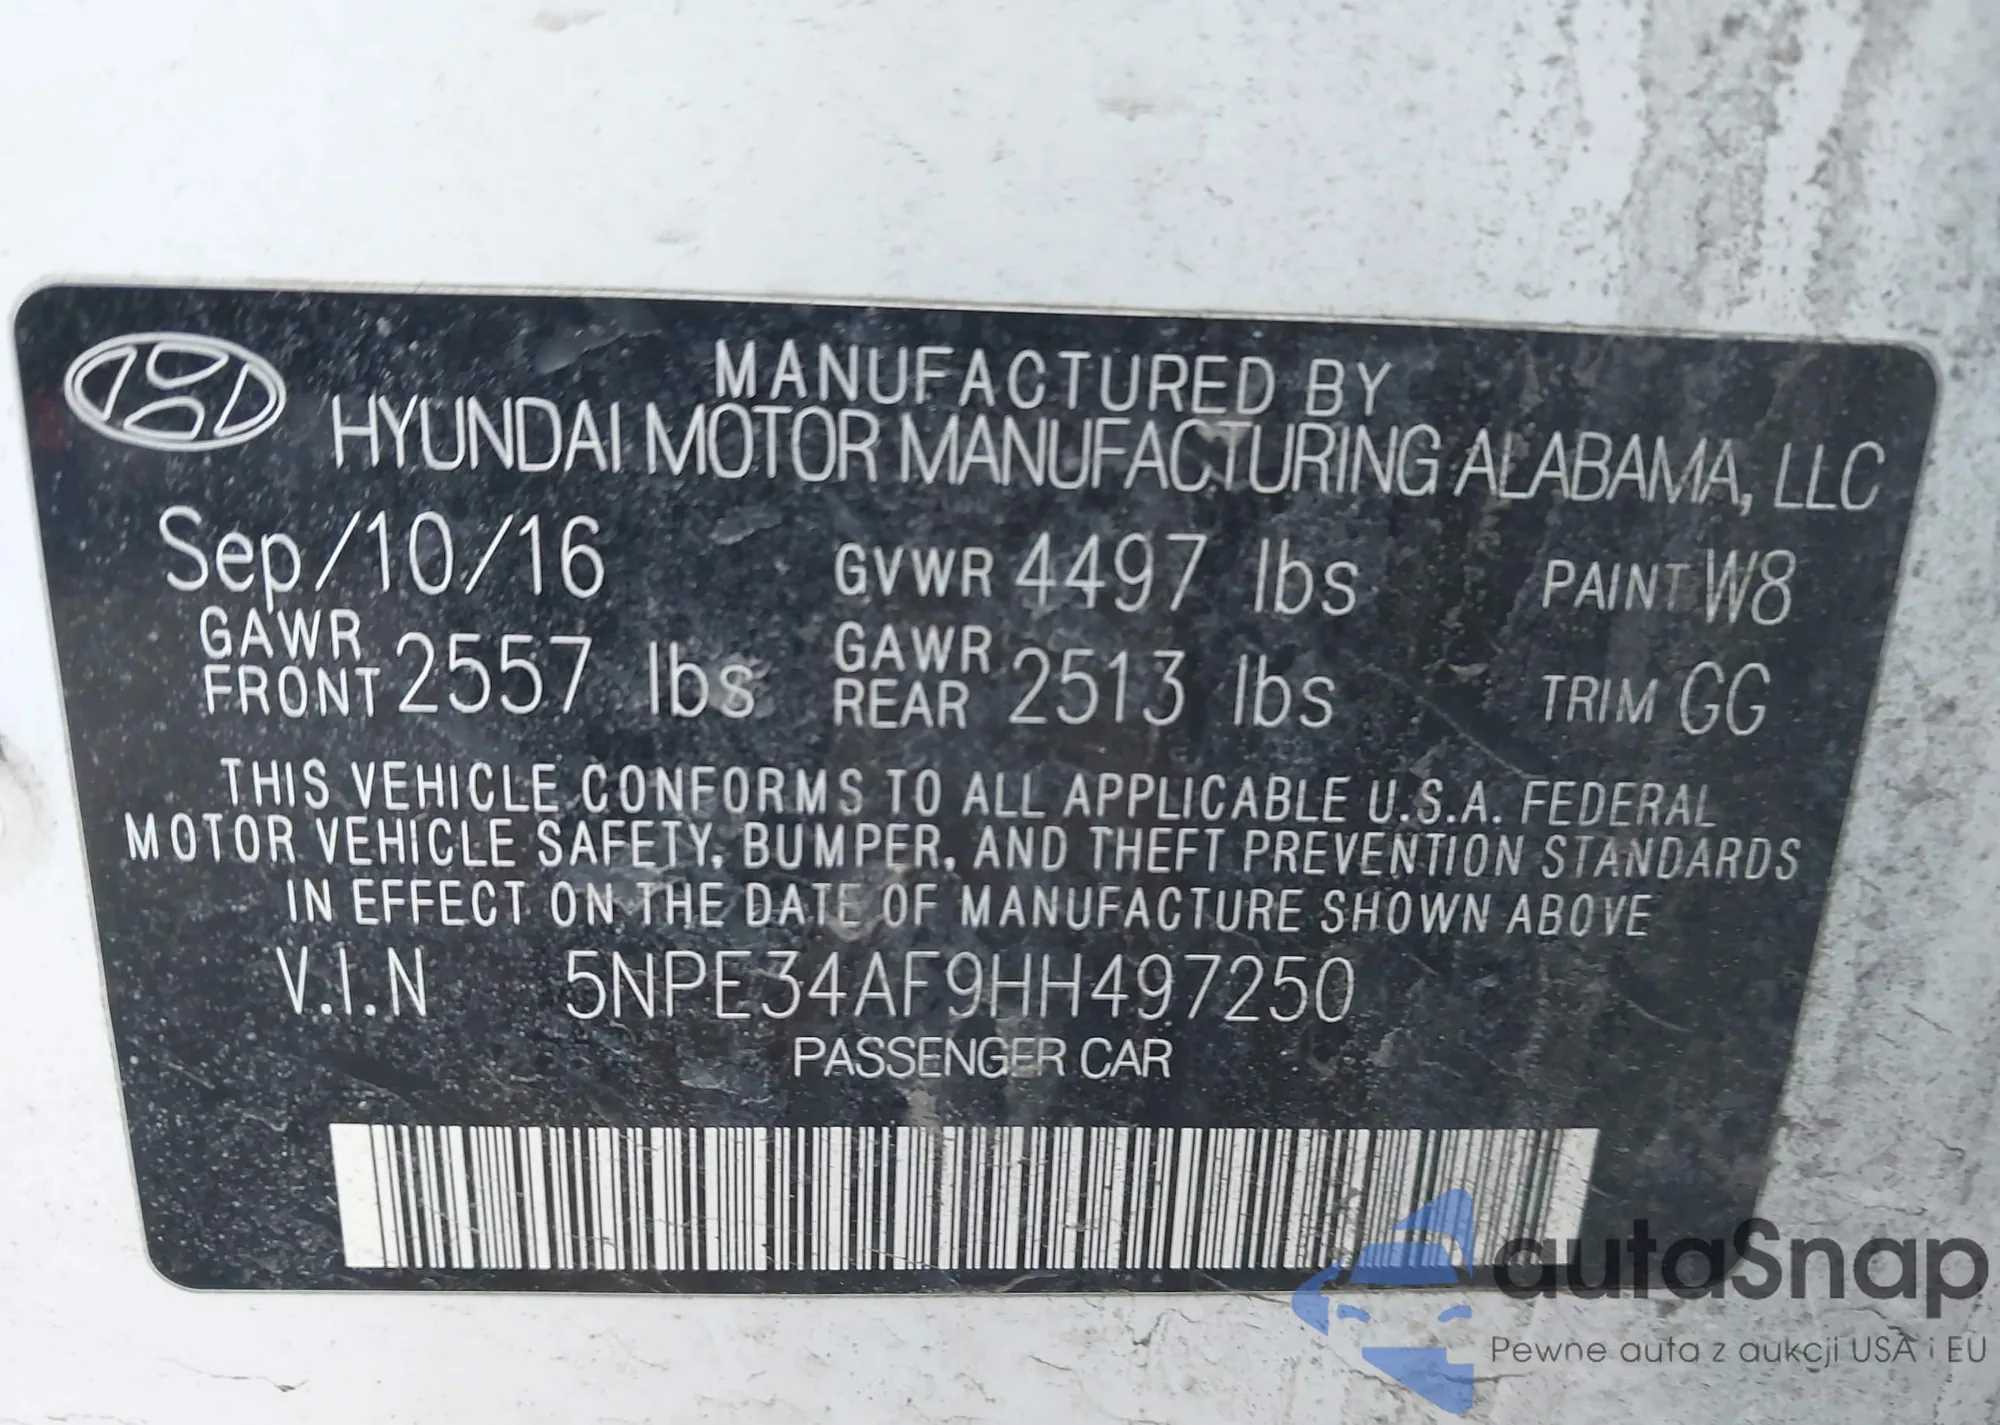 MANUFACTURED BY
HYUNDAI MOTOR MANUFACTURING ALABAMA, LLC
Sep/10/16 GVWR 4497 lbs PAINT W8
GAWR FRONT 2557 lbs GAWR REAR 2513 lbs TRIM GG
THIS VEHICLE CONFORMS TO ALL APPLICABLE U.S.A. FEDERAL
MOTOR VEHICLE SAFETY, BUMPER, AND THEFT PREVENTION STANDARDS
IN EFFECT ON THE DATE OF MANUFACTURE SHOWN ABOVE
V.I.N 5NPE34AF9HH497250
PASSENGER CAR
autaSnap
Pewne auta z aukcji USA i EU